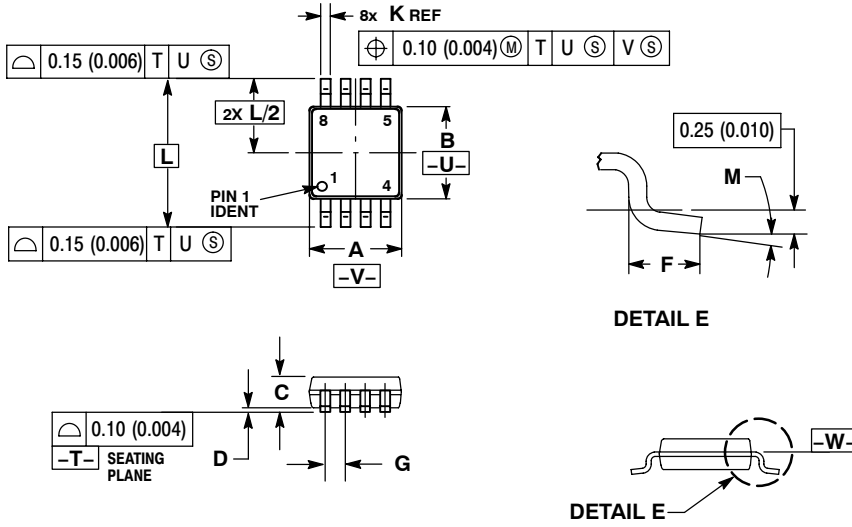 8x K REF
⌖ 0.10 (0.004) Ⓜ T U Ⓢ V Ⓢ
⌓ 0.15 (0.006) T U Ⓢ
2X L/2
8 5
B
–U–
L
1
4
PIN 1
IDENT
⌓ 0.15 (0.006) T U Ⓢ
A
–V–
0.25 (0.010)
M
F
DETAIL E
C
⌓ 0.10 (0.004)
–T– SEATING
PLANE
D
G
–W–
DETAIL E